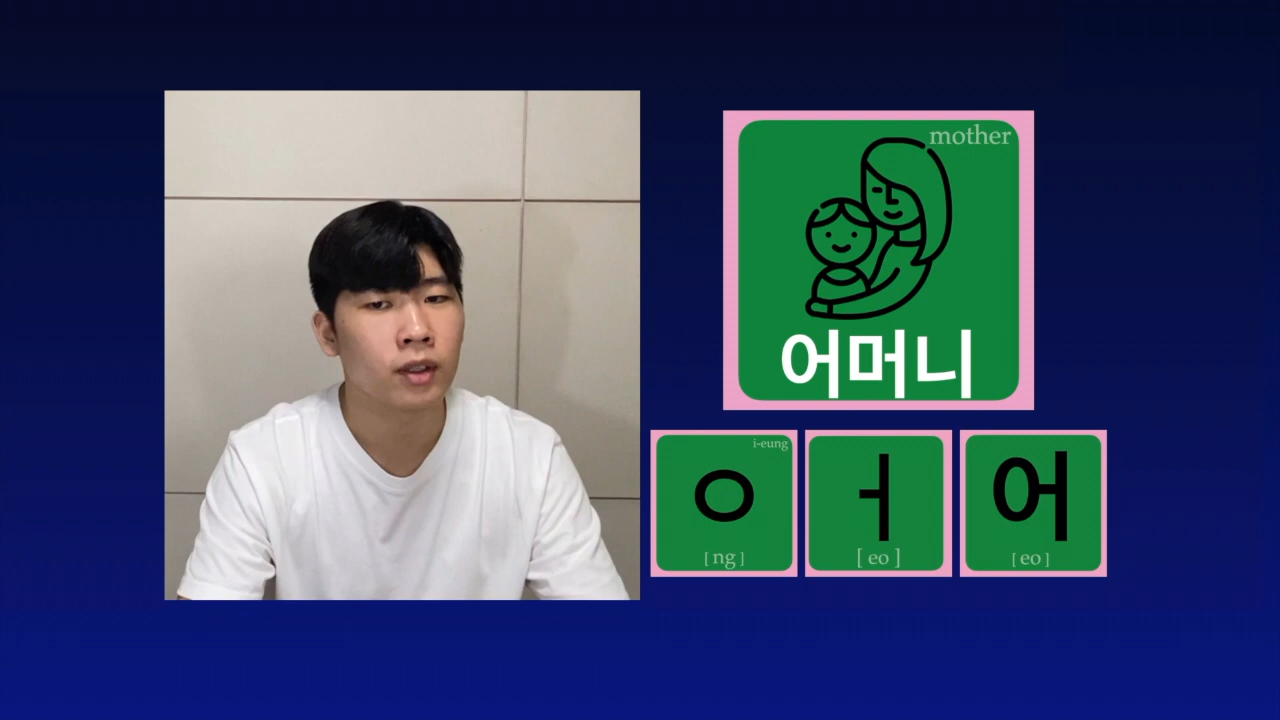 mother
어머니
i-eung
ㅇ
[ ng ]
ㅓ
[ eo ]
어
[ eo ]